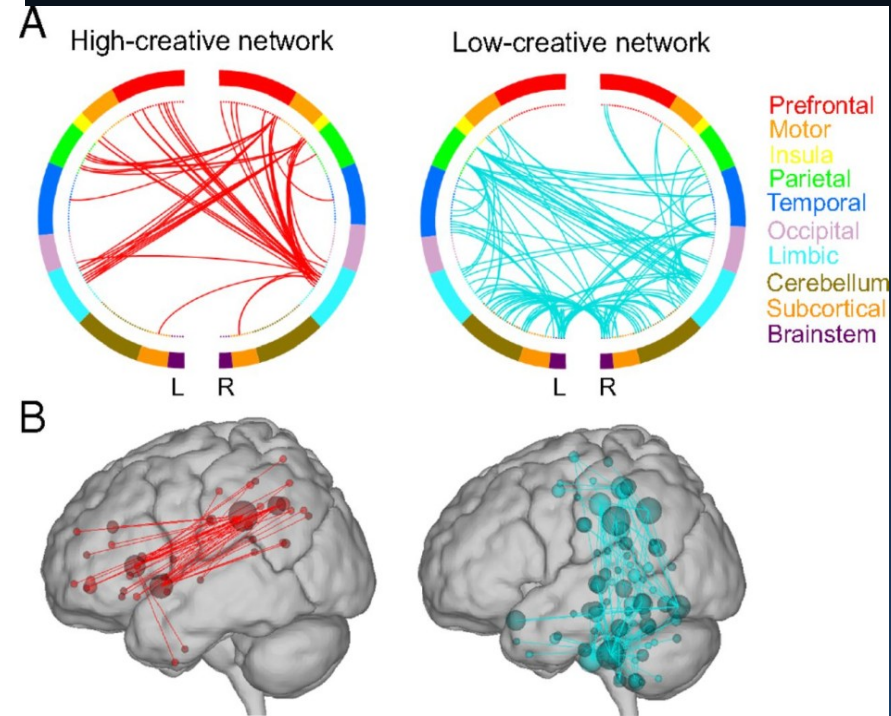 A
High-creative network
Low-creative network
Prefrontal
Motor
Insula
Parietal
Temporal
Occipital
Limbic
Cerebellum
Subcortical
Brainstem
L R
L R
B